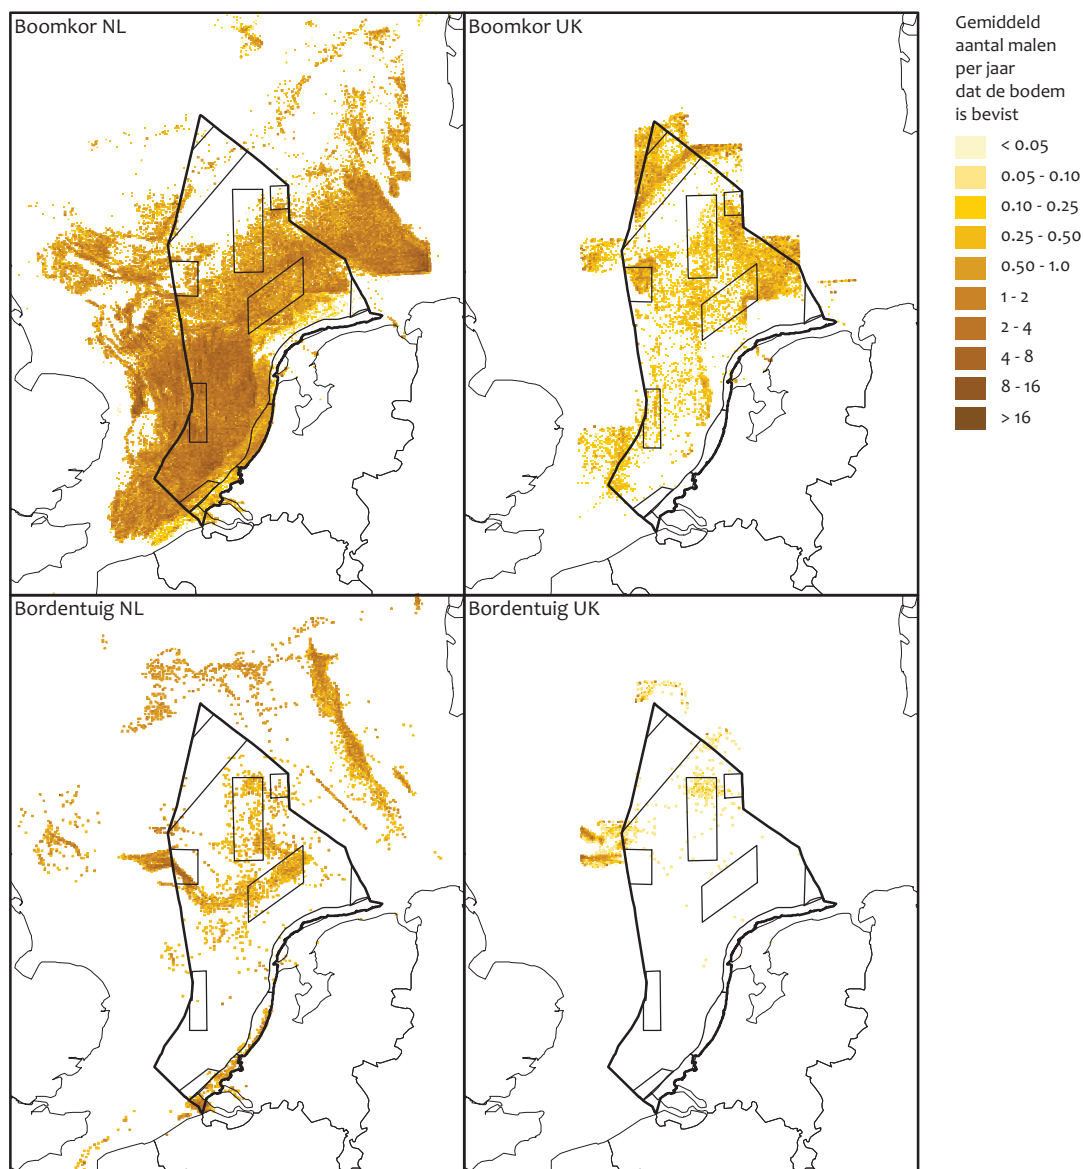 Boomkor NL
Boomkor UK
Bordentuig NL
Bordentuig UK
Gemiddeld
aantal malen
per jaar
dat de bodem
is bevist
< 0.05
0.05 - 0.10
0.10 - 0.25
0.25 - 0.50
0.50 - 1.0
1 - 2
2 - 4
4 - 8
8 - 16
> 16